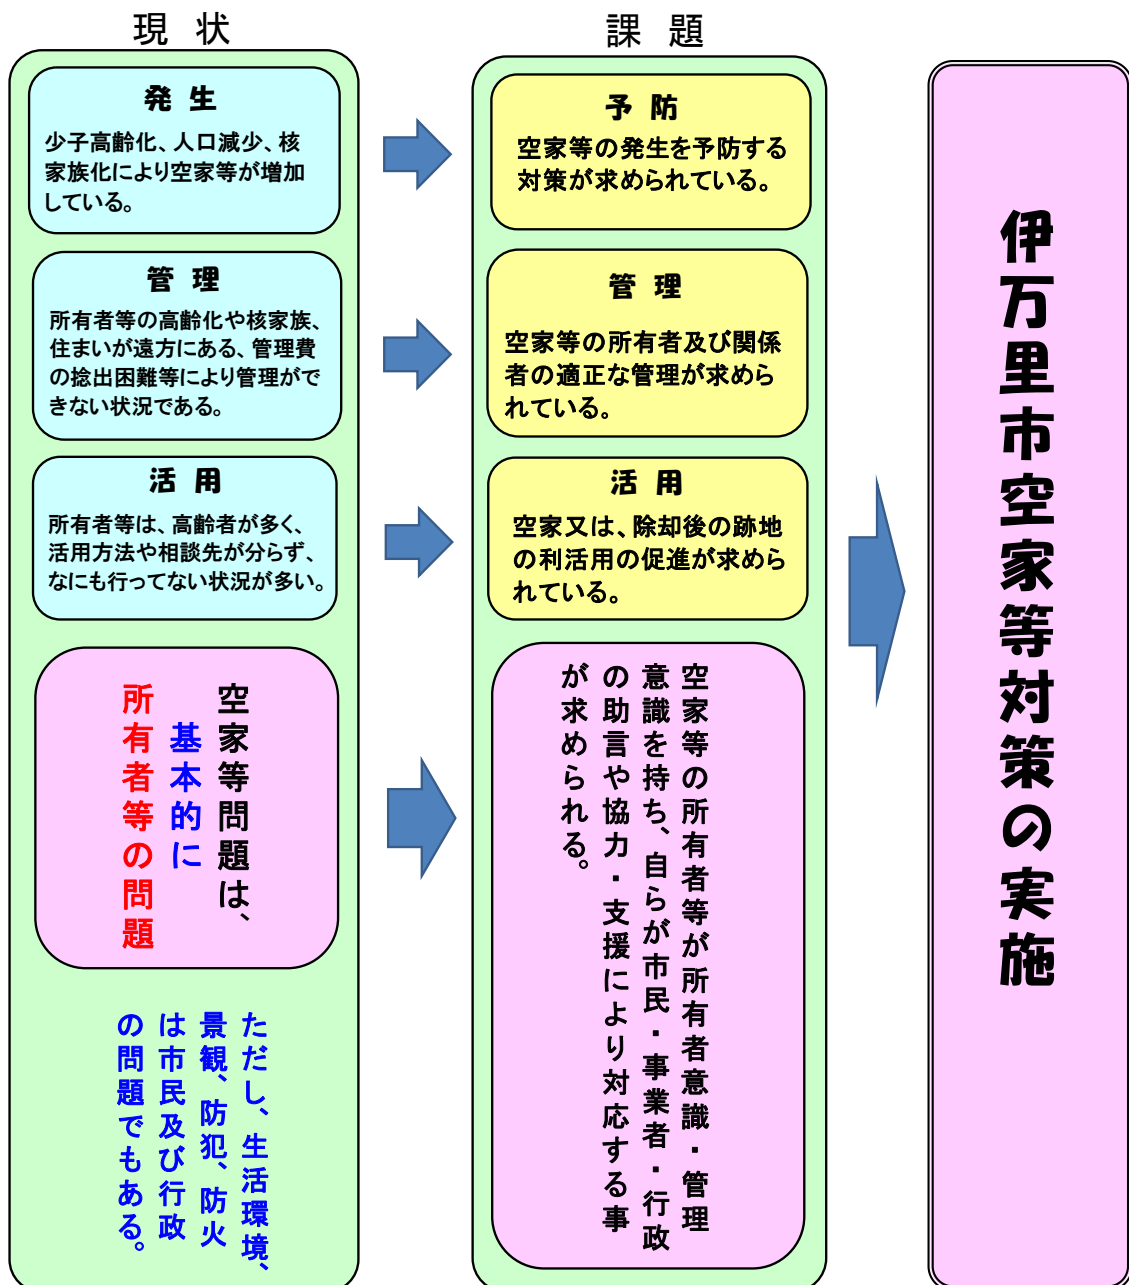 現 状
発 生
少子高齢化、人口減少、核
家族化により空家等が増加
している。
管 理
所有者等の高齢化や核家族、
住まいが遠方にある、管理費
の捻出困難等により管理がで
きない状況である。
活 用
所有者等は、高齢者が多く、
活用方法や相談先が分らず、
なにも行ってない状況が多い。
空家等問題は、
基本的に
所有者等の問題
ただし、生活環境、
景観、防犯、防火
は市民及び行政
の問題でもある。
課 題
予 防
空家等の発生を予防する
対策が求められている。
管 理
空家等の所有者及び関係
者の適正な管理が求めら
れている。
活 用
空家又は、除却後の跡地
の利活用の促進が求めら
れている。
空家等の所有者等が所有者意識・管理
意識を持ち、自らが市民・事業者・行政
の助言や協力・支援により対応する事
が求められる。
伊万里市空家等対策の実施